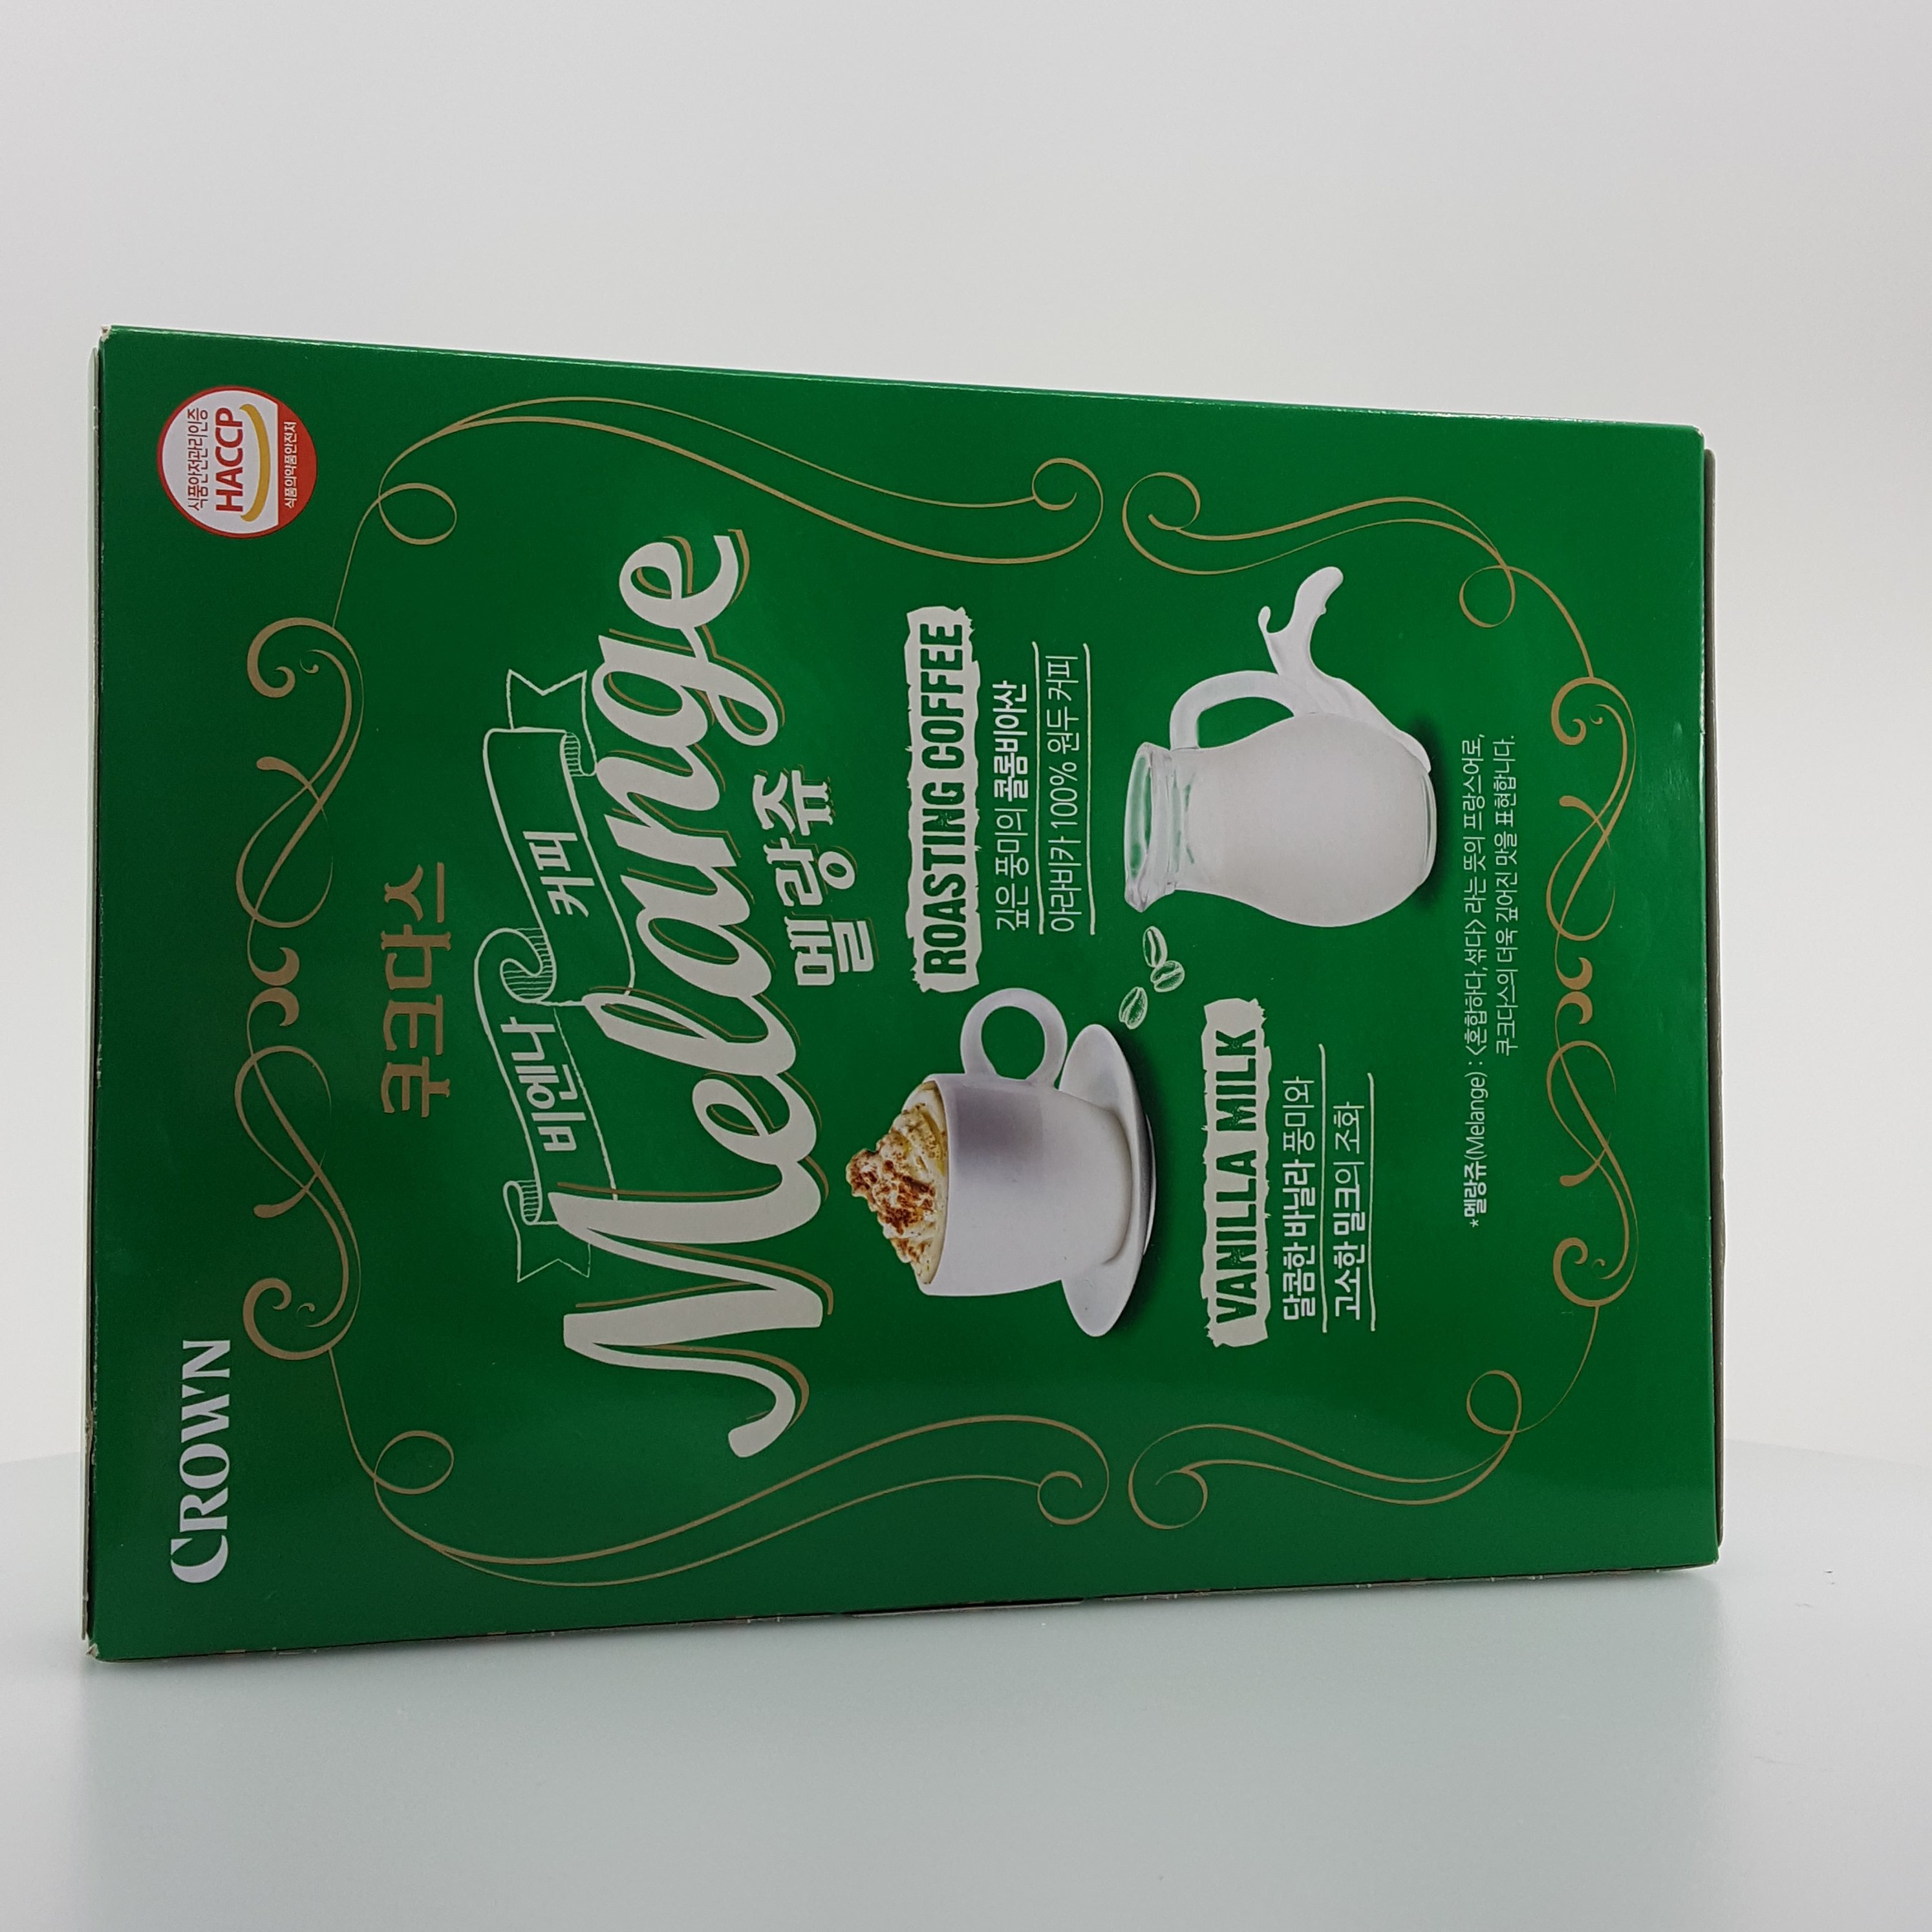 CROWN
식품안전관리인증
HACCP
식품의약품안전처
쿠크다스
비엔나 커피
Melange
멜랑쥬
ROASTING COFFEE
깊은 풍미의 콜롬비아산
아라비카 100% 원두 커피
VANILLA MILK
달콤한 바닐라 풍미와
고소한 밀크의 조화
*멜랑쥬(Melange) : <혼합하다, 섞다> 라는 뜻의 프랑스어로,
쿠크다스의 더욱 깊어진 맛을 표현합니다.